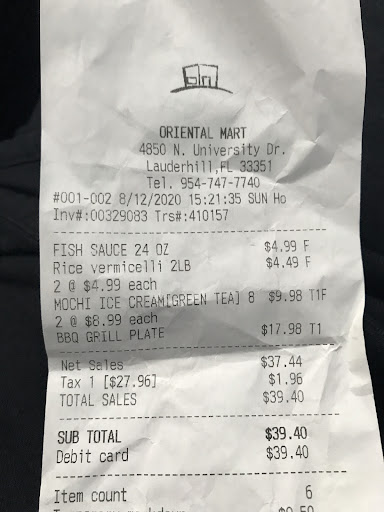 ORIENTAL MART
4850 N. University Dr.
Lauderhill,FL 33351
Tel. 954-747-7740
#001-002 8/12/2020 15:21:35 SUN Ho
Inv#:00329083 Trs#:410157
FISH SAUCE 24 OZ $4.99 F
Rice vermicelli 2LB $4.49 F
2 @ $4.99 each
MOCHI ICE CREAM[GREEN TEA] 8 $9.98 T1F
2 @ $8.99 each
BBQ GRILL PLATE $17.98 T1
Net Sales $37.44
Tax 1 [$27.96] $1.96
TOTAL SALES $39.40
SUB TOTAL $39.40
Debit card $39.40
Item count 6